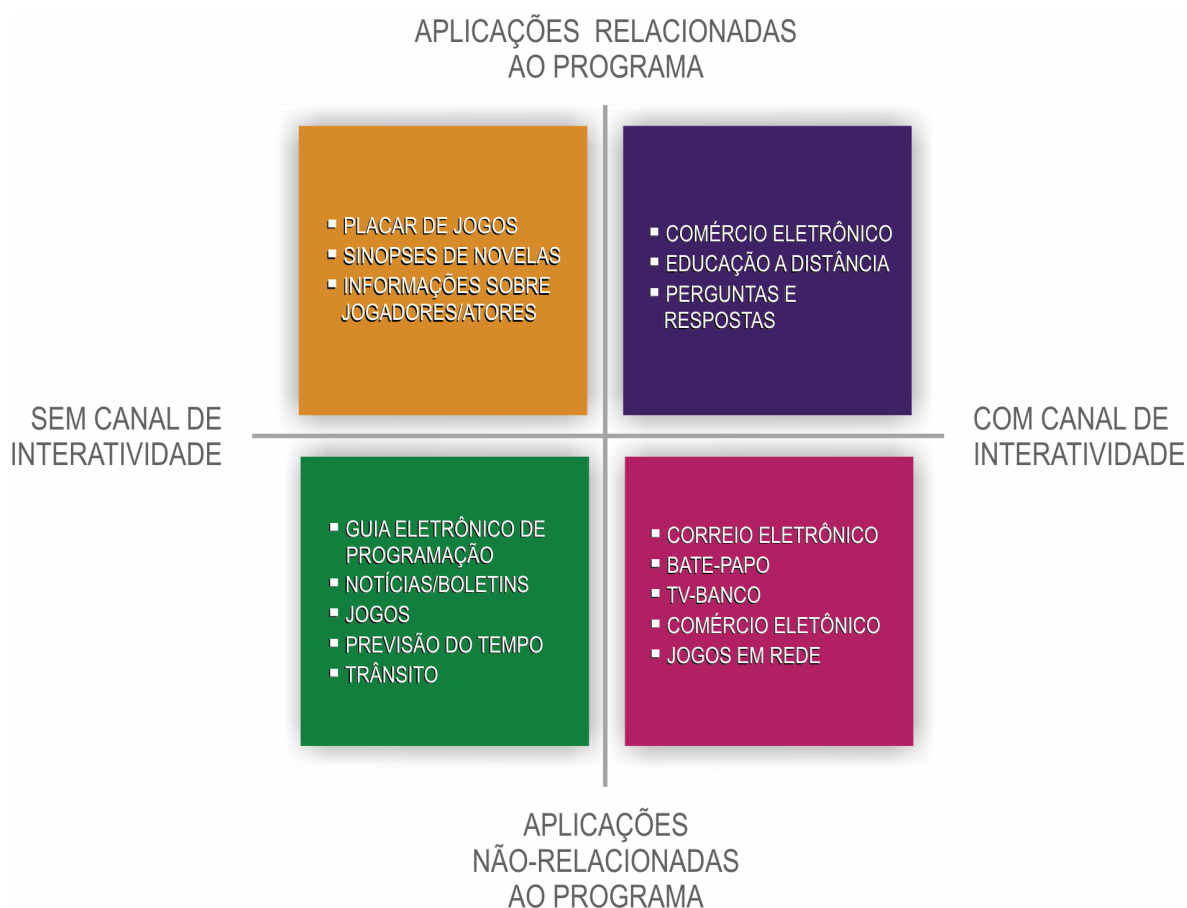 APLICAÇÕES RELACIONADAS
AO PROGRAMA
▪ PLACAR DE JOGOS
▪ SINOPSES DE NOVELAS
▪ INFORMAÇÕES SOBRE
JOGADORES/ATORES
▪ COMÉRCIO ELETRÔNICO
▪ EDUCAÇÃO A DISTÂNCIA
▪ PERGUNTAS E
RESPOSTAS
SEM CANAL DE
INTERATIVIDADE
COM CANAL DE
INTERATIVIDADE
▪ GUIA ELETRÔNICO DE
PROGRAMAÇÃO
▪ NOTÍCIAS/BOLETINS
▪ JOGOS
▪ PREVISÃO DO TEMPO
▪ TRÂNSITO
▪ CORREIO ELETRÔNICO
▪ BATE-PAPO
▪ TV-BANCO
▪ COMÉRCIO ELETÔNICO
▪ JOGOS EM REDE
APLICAÇÕES
NÃO-RELACIONADAS
AO PROGRAMA